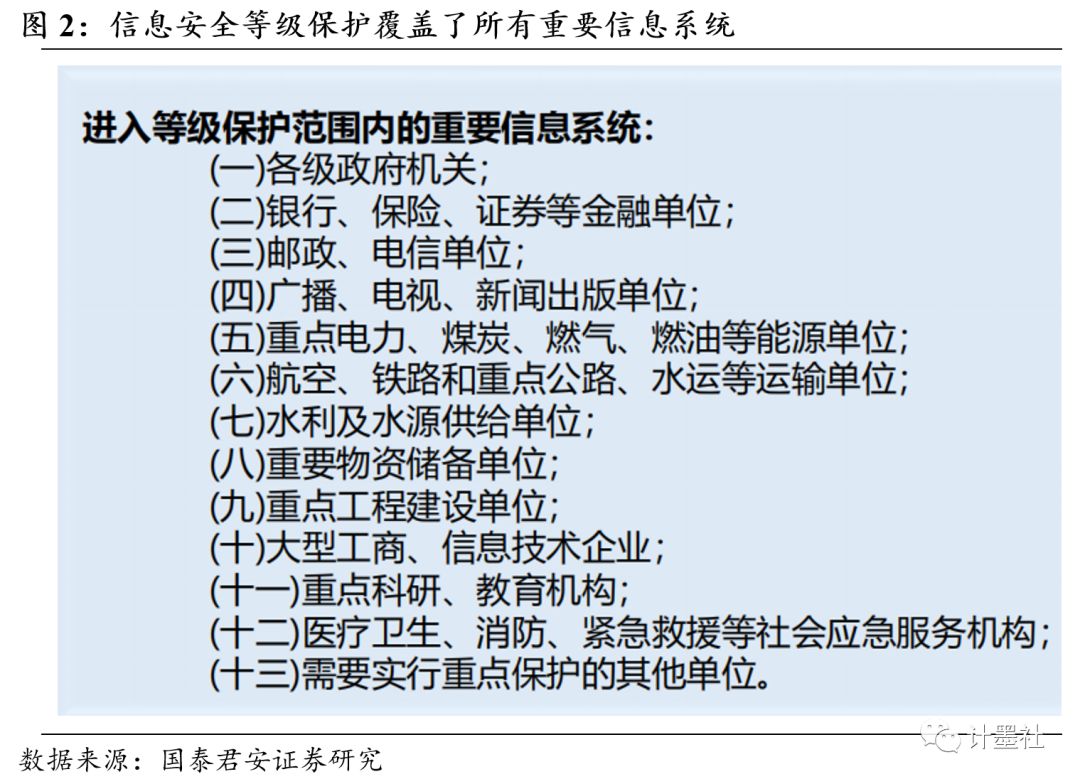 图 2：信息安全等级保护覆盖了所有重要信息系统
进入等级保护范围内的重要信息系统：
(一)各级政府机关；
(二)银行、保险、证券等金融单位；
(三)邮政、电信单位；
(四)广播、电视、新闻出版单位；
(五)重点电力、煤炭、燃气、燃油等能源单位；
(六)航空、铁路和重点公路、水运等运输单位；
(七)水利及水源供给单位；
(八)重要物资储备单位；
(九)重点工程建设单位；
(十)大型工商、信息技术企业；
(十一)重点科研、教育机构；
(十二)医疗卫生、消防、紧急救援等社会应急服务机构；
(十三)需要实行重点保护的其他单位。
计墨社
数据来源：国泰君安证券研究